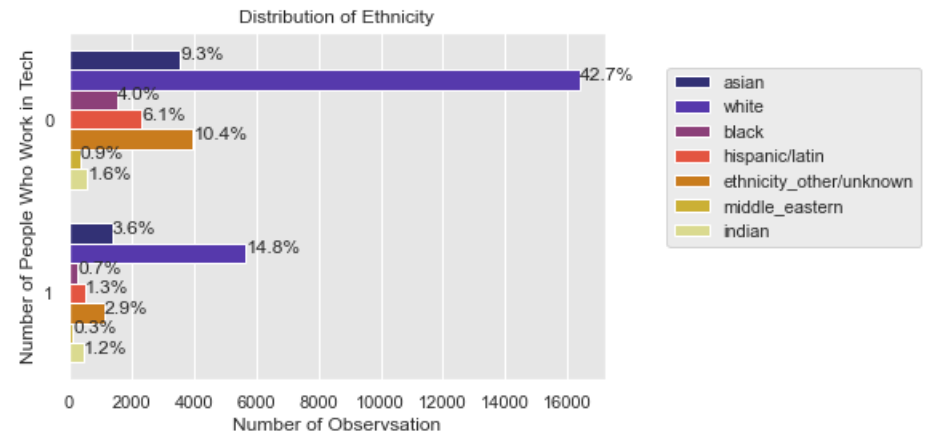 Distribution of Ethnicity
Number of People Who Work in Tech
0
9.3%
42.7%
4.0%
6.1%
10.4%
0.9%
1.6%
1
3.6%
14.8%
0.7%
1.3%
2.9%
0.3%
1.2%
0 2000 4000 6000 8000 10000 12000 14000 16000
Number of Obserysation
asian
white
black
hispanic/latin
ethnicity_other/unknown
middle_eastern
indian